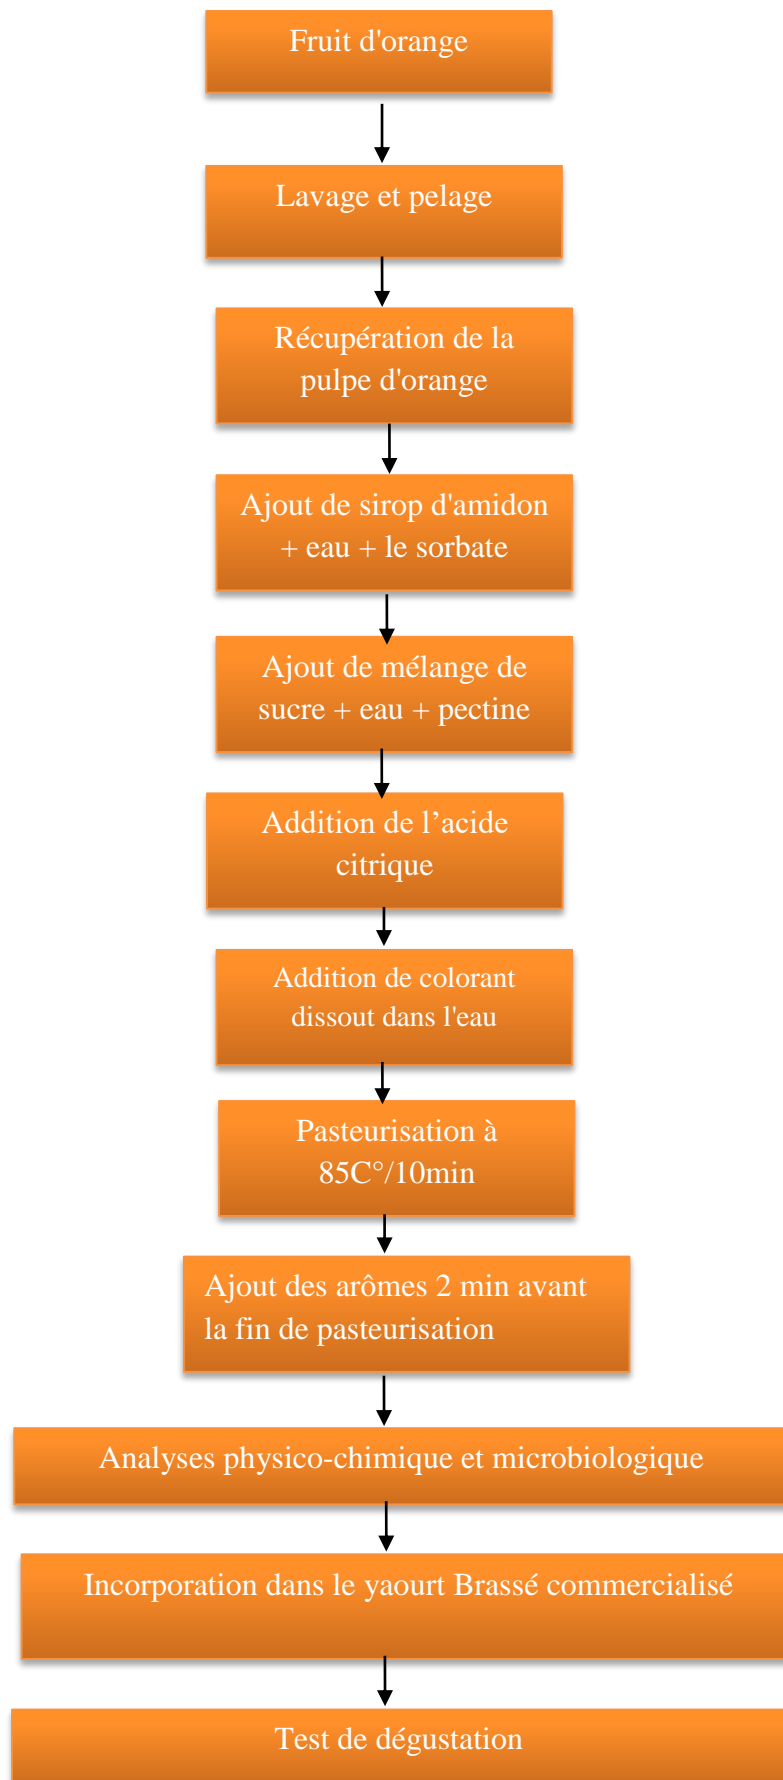 Fruit d'orange
Lavage et pelage
Récupération de la
pulpe d'orange
Ajout de sirop d'amidon
+ eau + le sorbate
Ajout de mélange de
sucre + eau + pectine
Addition de l’acide
citrique
Addition de colorant
dissout dans l'eau
Pasteurisation à
85C°/10min
Ajout des arômes 2 min avant
la fin de pasteurisation
Analyses physico-chimique et microbiologique
Incorporation dans le yaourt Brassé commercialisé
Test de dégustation